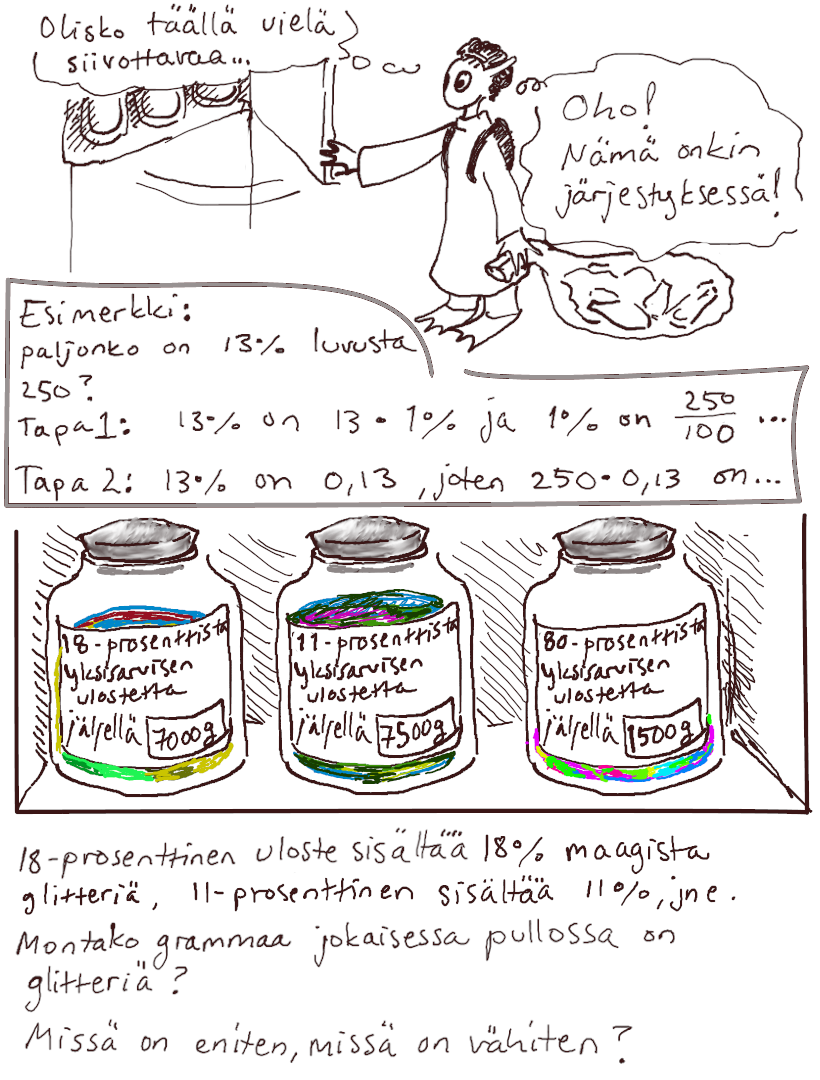 Olisko täällä vielä
siivottavaa...
Oho!
Nämä onkin
järjestyksessä!
Esimerkki:
paljonko on 13% luvusta
250?
Tapa 1: 13% on 13 • 1% ja 1% on 250/100 ...
Tapa 2: 13% on 0,13, joten 250•0,13 on...
18-prosenttista
yksisarvisen
ulostetta
jäljellä 7000g
11-prosenttista
yksisarvisen
ulostetta
jäljellä 7500g
80-prosenttista
yksisarvisen
ulostetta
jäljellä 1500g
18-prosenttinen uloste sisältää 18% maagista
glitteriä, 11-prosenttinen sisältää 11%, jne.
Montako grammaa jokaisessa pullossa on
glitteriä?
Missä on eniten, missä on vähiten?